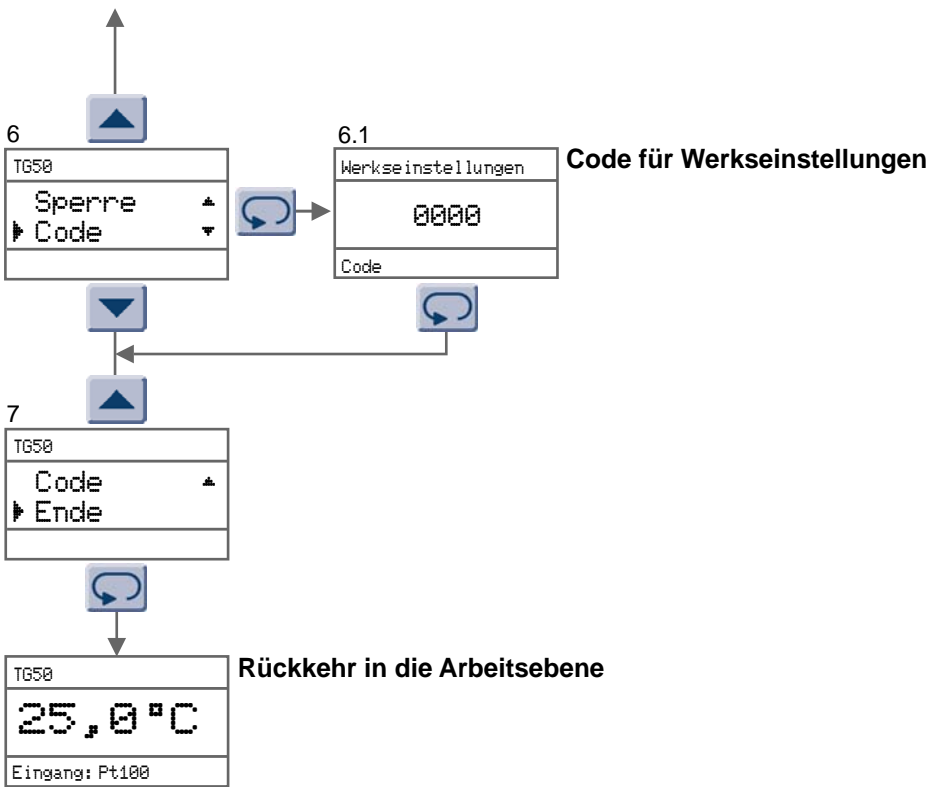 6
TG50
Sperre
Code
6.1
Werkseinstellungen
0000
Code
Code für Werkseinstellungen
7
TG50
Code
Ende
TG50
25,0°C
Eingang: Pt100
Rückkehr in die Arbeitsebene